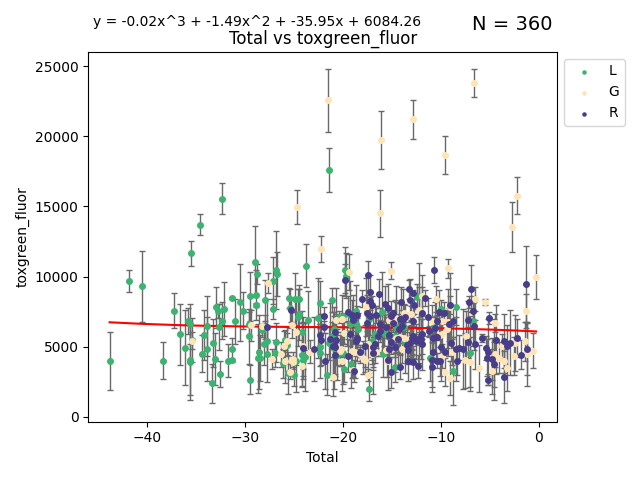 y = -0.02x^3 + -1.49x^2 + -35.95x + 6084.26
N = 360
Total vs toxgreen_fluor
L
G
R
25000
20000
15000
10000
5000
0
toxgreen_fluor
−40
−30
−20
−10
0
Total